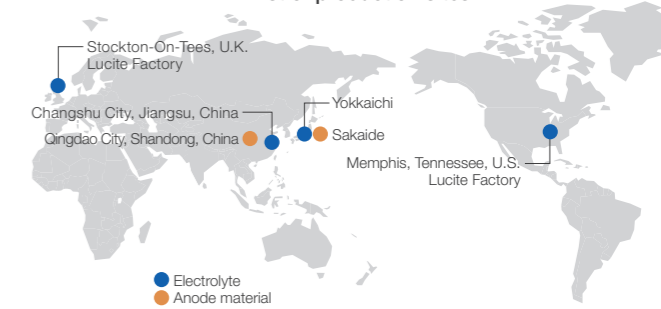 Stockton-On-Tees, U.K.
Lucite Factory
Changshu City, Jiangsu, China
Yokkaichi
Qingdao City, Shandong, China
Sakaide
Memphis, Tennessee, U.S.
Lucite Factory
Electrolyte
Anode material